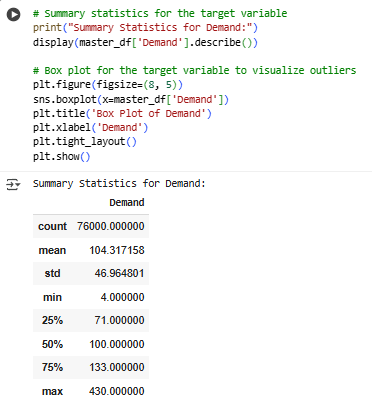 # Summary statistics for the target variable
print("Summary Statistics for Demand:")
display(master_df['Demand'].describe())
# Box plot for the target variable to visualize outliers
plt.figure(figsize=(8, 5))
sns.boxplot(x=master_df['Demand'])
plt.title('Box Plot of Demand')
plt.xlabel('Demand')
plt.tight_layout()
plt.show()
Summary Statistics for Demand:
Demand
count 76000.000000
mean 104.317158
std 46.964801
min 4.000000
25% 71.000000
50% 100.000000
75% 133.000000
max 430.000000